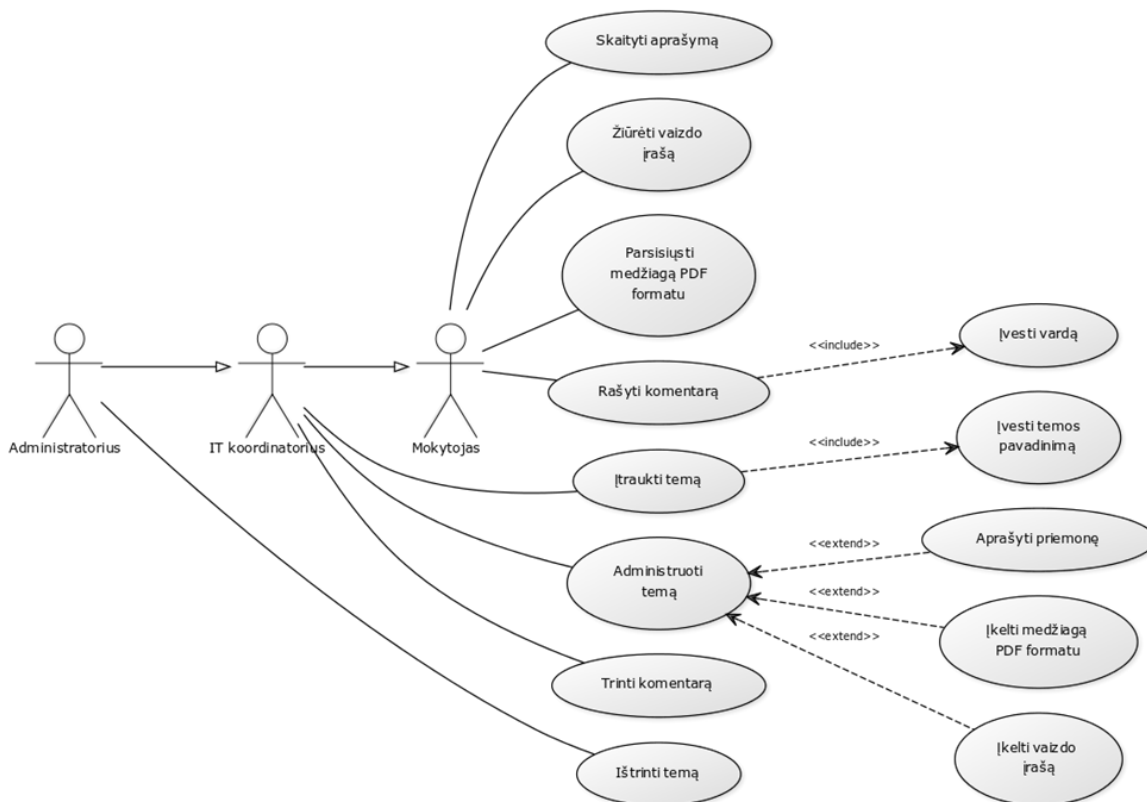 Skaityti aprašymą
Žiūrėti vaizdo
įrašą
Parsisiųsti
medžiagą PDF
formatu
Rašyti komentarą
<<include>>
Įvesti vardą
Administratorius
IT koordinatorius
Mokytojas
Įtraukti temą
<<include>>
Įvesti temos
pavadinimą
Administruoti
temą
<<extend>>
Aprašyti priemonę
<<extend>>
Įkelti medžiagą
PDF formatu
<<extend>>
Įkelti vaizdo
įrašą
Trinti komentarą
Ištrinti temą